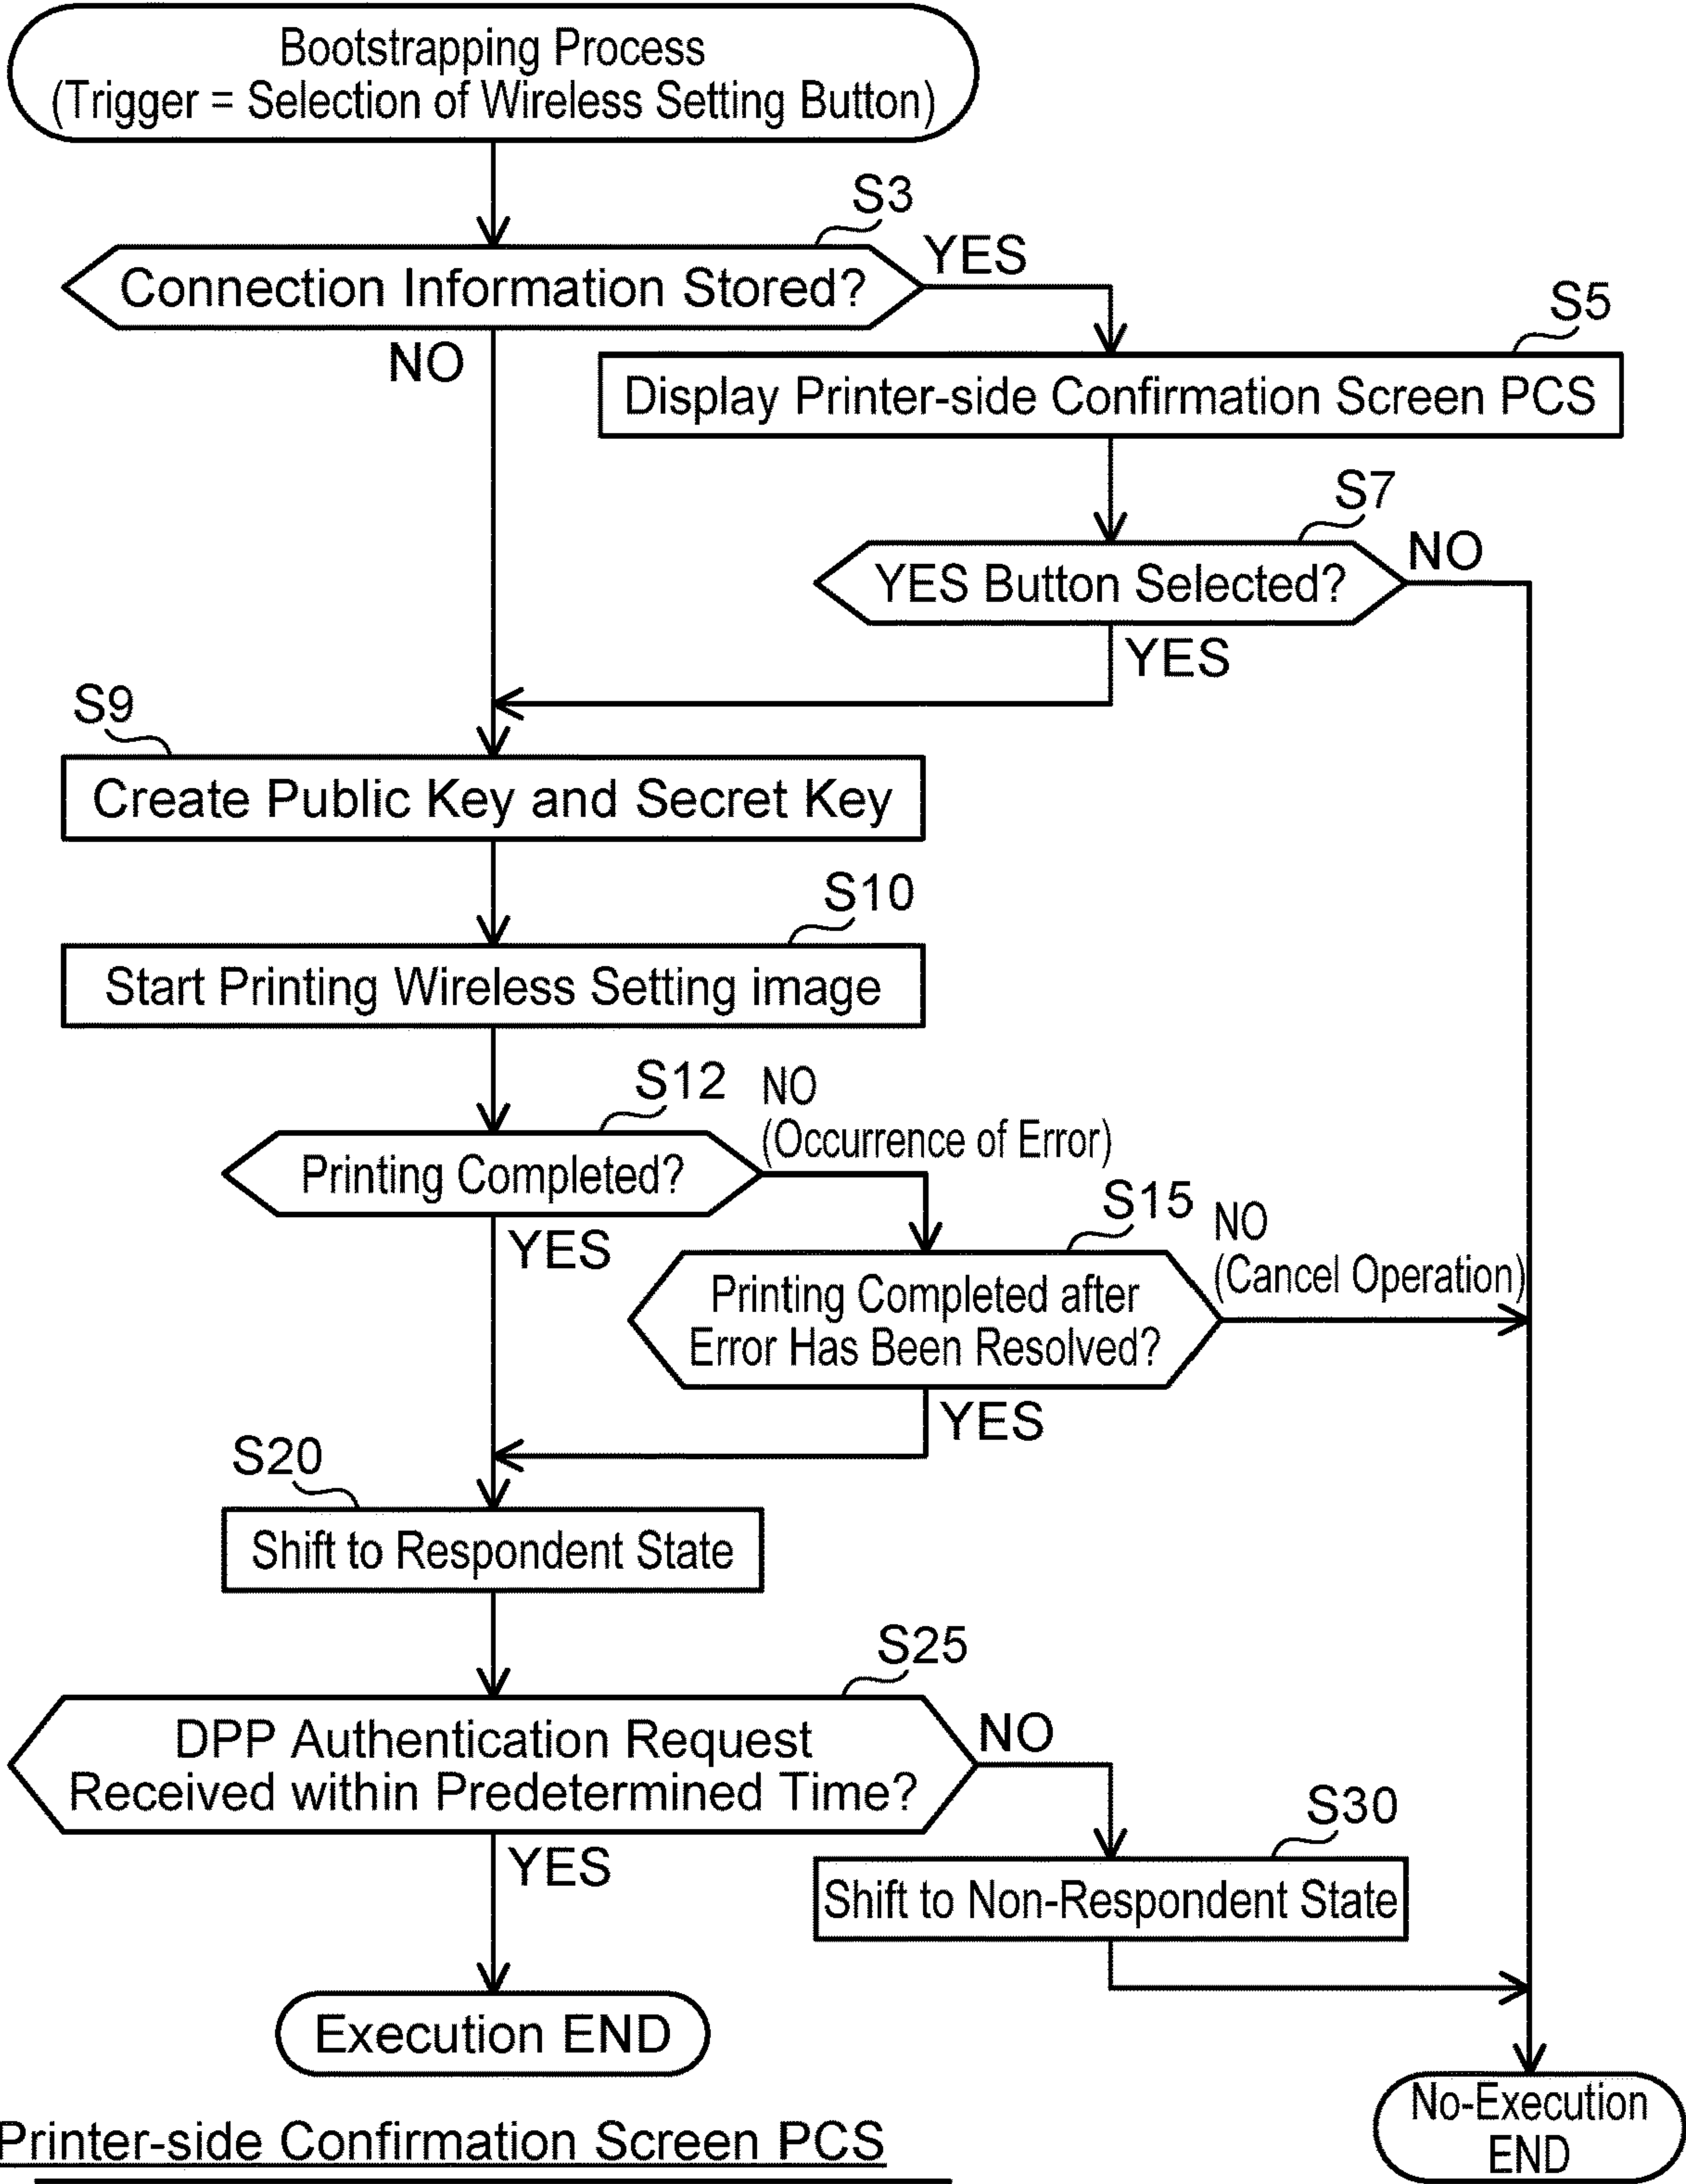 Bootstrapping Process
(Trigger = Selection of Wireless Setting Button)
S3
Connection Information Stored?
YES
NO
S5
Display Printer-side Confirmation Screen PCS
S7
YES Button Selected?
NO
YES
S9
Create Public Key and Secret Key
S10
Start Printing Wireless Setting image
S12
Printing Completed?
NO
(Occurrence of Error)
YES
S15
Printing Completed after
Error Has Been Resolved?
NO
(Cancel Operation)
YES
S20
Shift to Respondent State
S25
DPP Authentication Request
Received within Predetermined Time?
NO
YES
S30
Shift to Non-Respondent State
Execution END
No-Execution
END
Printer-side Confirmation Screen PCS